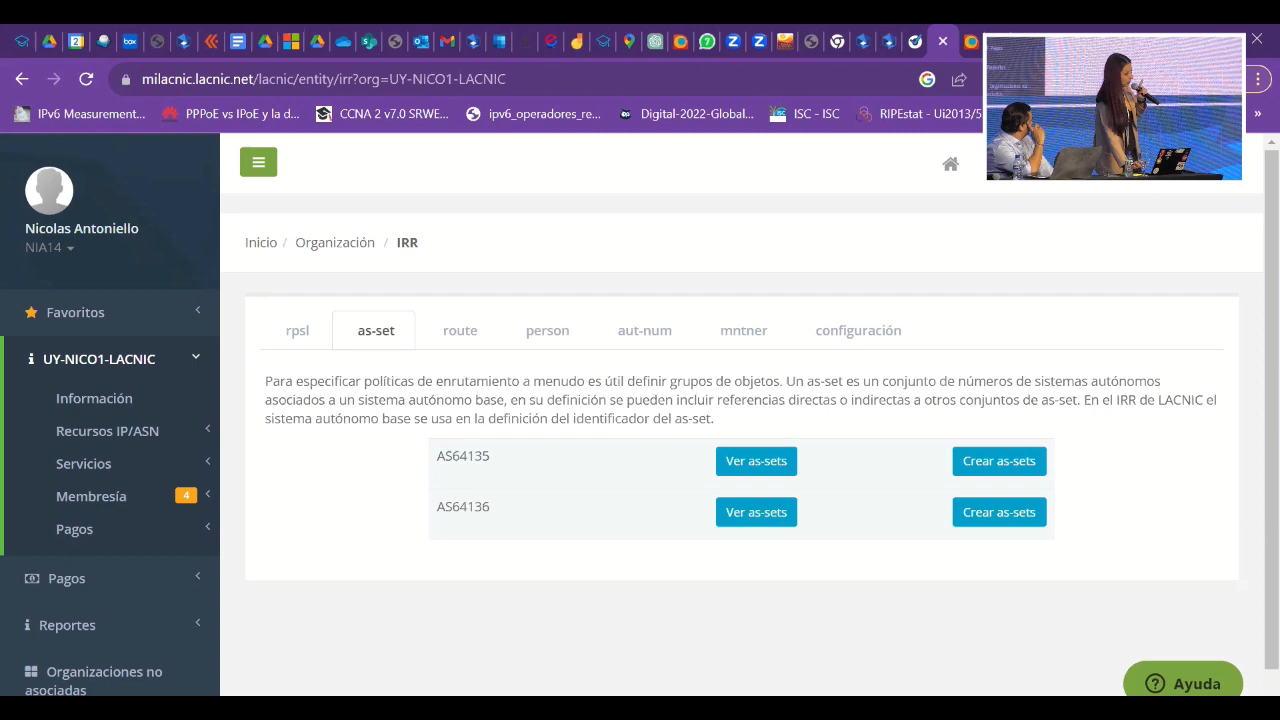 2
milacnic.lacnic.net/lacnic/entity/irr?org=UY-NICO1-LACNIC
IPv6 Measurement...
PPPoE vs IPoE y la d...
CCNA 2 v7.0 SRWE...
ipv6_operadores_re...
Digital-2022-Global...
ISC - ISC
RIPEstat - Ui2013/5
»
Nicolas Antoniello
NIA14
Favoritos
UY-NICO1-LACNIC
Información
Recursos IP/ASN
Servicios
Membresía 4
Pagos
Pagos
Reportes
Organizaciones no
asociadas
Inicio / Organización / IRR
rpsl as-set route person aut-num mntner configuración
Para especificar políticas de enrutamiento a menudo es útil definir grupos de objetos. Un as-set es un conjunto de números de sistemas autónomos
asociados a un sistema autónomo base, en su definición se pueden incluir referencias directas o indirectas a otros conjuntos de as-set. En el IRR de LACNIC el
sistema autónomo base se usa en la definición del identificador del as-set.
AS64135 Ver as-sets Crear as-sets
AS64136 Ver as-sets Crear as-sets
Ayuda